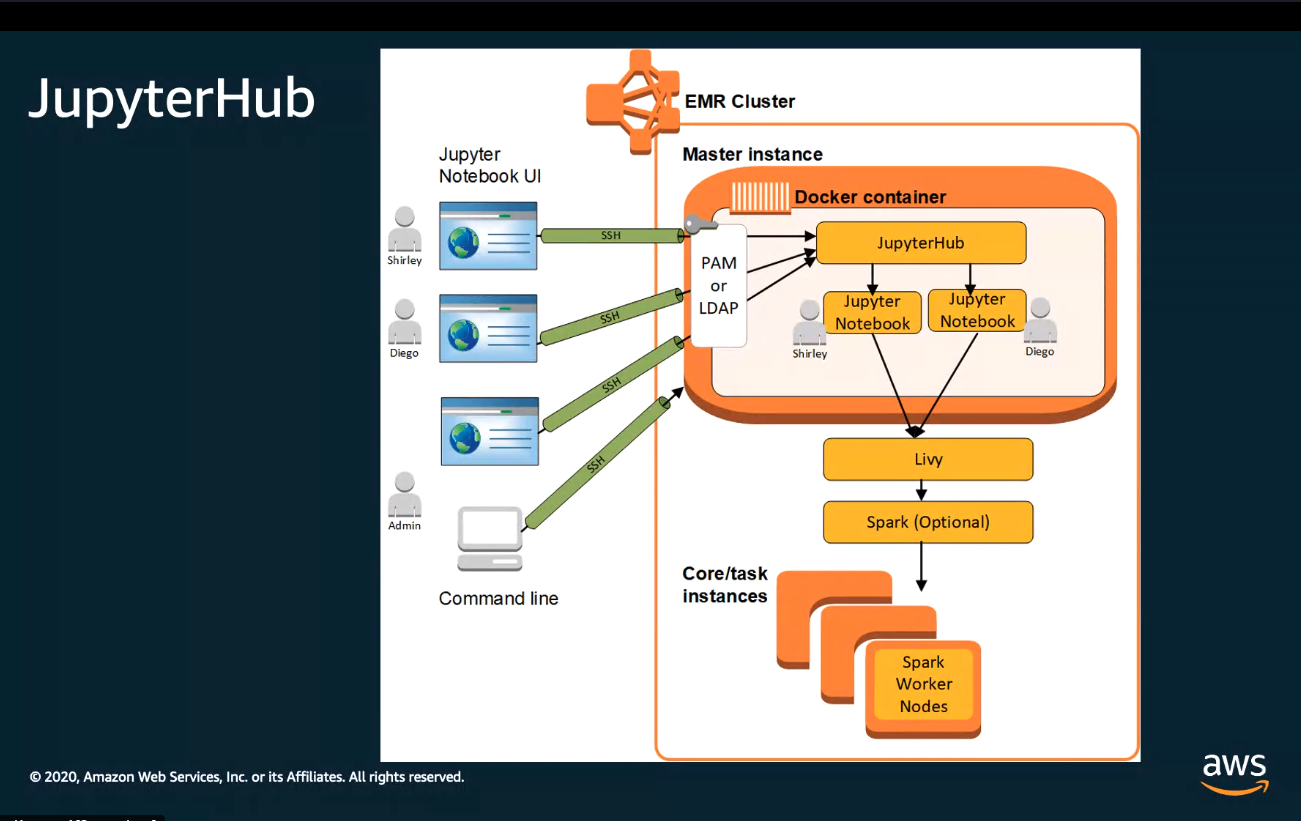 JupyterHub
EMR Cluster
Master instance
Docker container
Jupyter
Notebook UI
Shirley
SSH
PAM
or
LDAP
JupyterHub
Jupyter
Notebook
Jupyter
Notebook
Shirley
Diego
Diego
SSH
SSH
SSH
Admin
Command line
Livy
Spark (Optional)
Core/task
instances
Spark
Worker
Nodes
© 2020, Amazon Web Services, Inc. or its Affiliates. All rights reserved.
aws